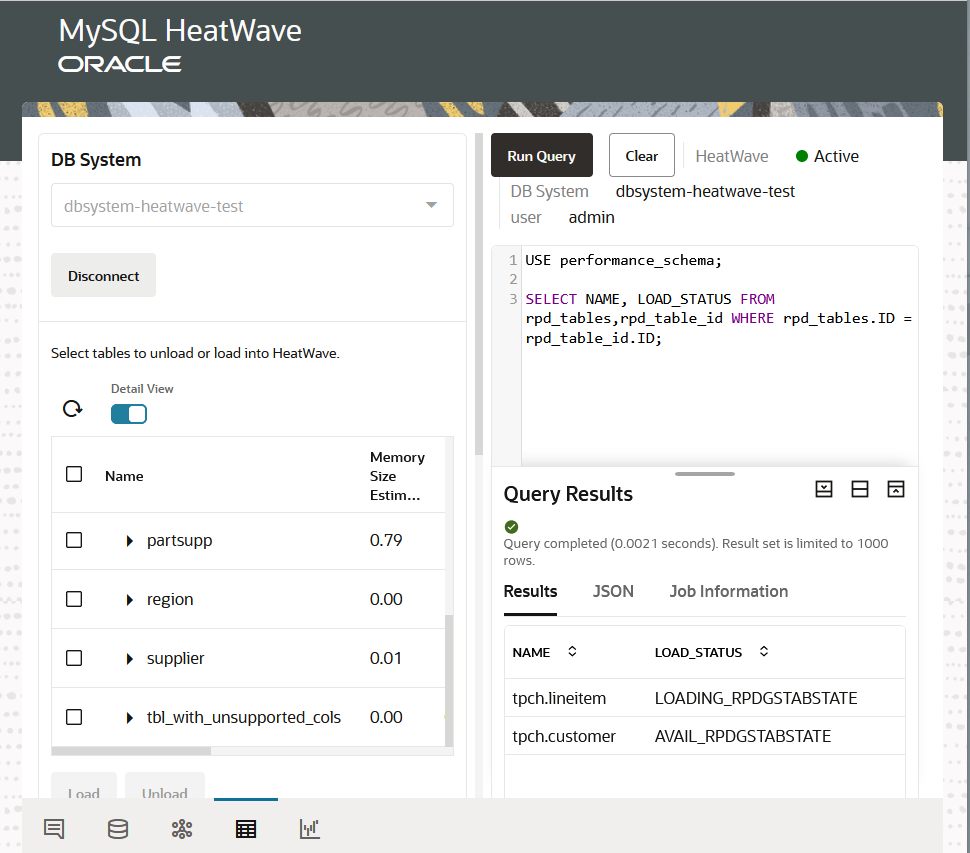 MySQL HeatWave
ORACLE
DB System
dbsystem-heatwave-test
Disconnect
Select tables to unload or load into HeatWave.
Detail View
Name
Memory
Size
Estim...
partsupp 0.79
region 0.00
supplier 0.01
tbl_with_unsupported_cols 0.00
Load Unload
Run Query Clear HeatWave Active
DB System dbsystem-heatwave-test
user admin
1 USE performance_schema;
2
3 SELECT NAME, LOAD_STATUS FROM
rpd_tables,rpd_table_id WHERE rpd_tables.ID =
rpd_table_id.ID;
Query Results
Query completed (0.0021 seconds). Result set is limited to 1000
rows.
Results JSON Job Information
NAME LOAD_STATUS
tpch.lineitem LOADING_RPDGSTABSTATE
tpch.customer AVAIL_RPDGSTABSTATE